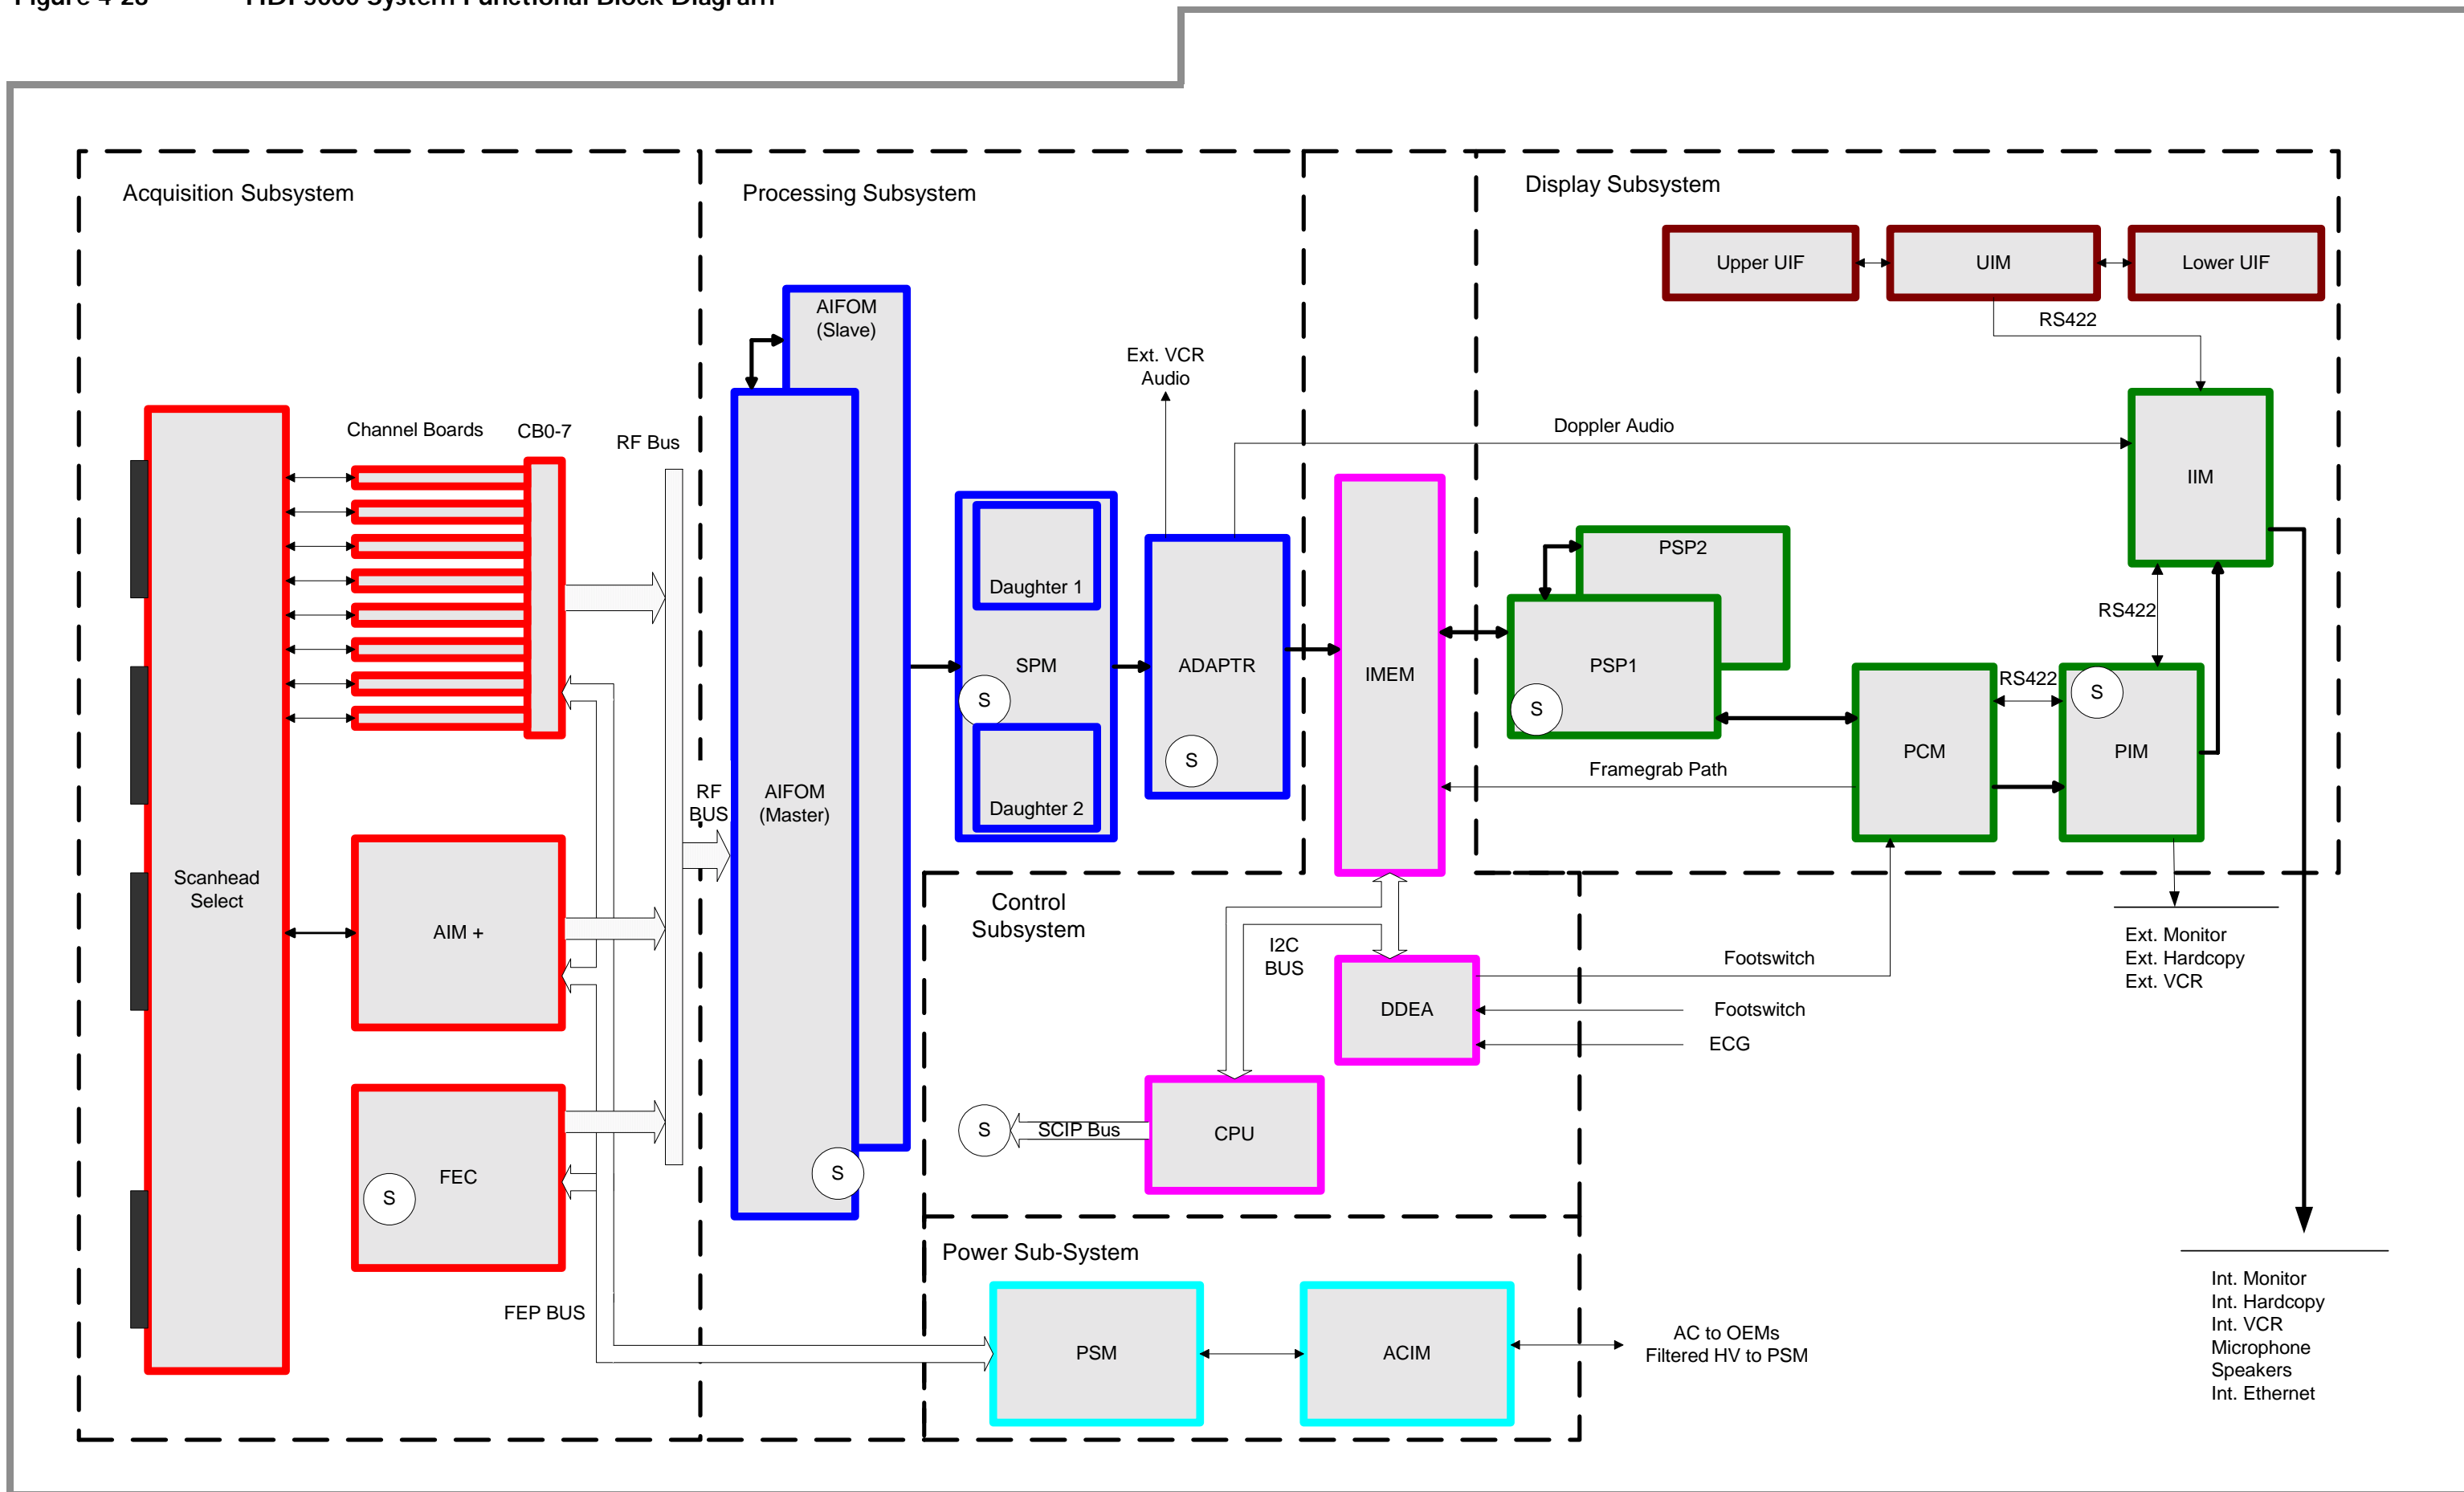 Acquisition Subsystem
Processing Subsystem
Display Subsystem
Upper UIF
UIM
Lower UIF
RS422
AIFOM
(Slave)
Ext. VCR
Audio
Doppler Audio
Channel Boards
CB0-7
RF Bus
IIM
PSP2
Daughter 1
RS422
SPM
ADAPTR
IMEM
PSP1
RS422
S
S
S
S
PCM
PIM
Framegrab Path
RF
BUS
AIFOM
(Master)
Daughter 2
Scanhead
Select
AIM +
Control
Subsystem
I2C
BUS
Footswitch
Ext. Monitor
Ext. Hardcopy
Ext. VCR
DDEA
Footswitch
ECG
S
SCIP Bus
CPU
FEC
S
S
Power Sub-System
FEP BUS
PSM
ACIM
AC to OEMs
Filtered HV to PSM
Int. Monitor
Int. Hardcopy
Int. VCR
Microphone
Speakers
Int. Ethernet